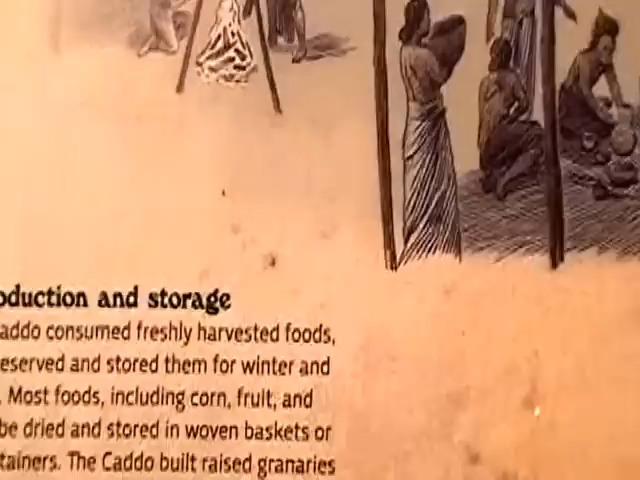 oduction and storage
addo consumed freshly harvested foods,
eserved and stored them for winter and
. Most foods, including corn, fruit, and
be dried and stored in woven baskets or
tainers. The Caddo built raised granaries